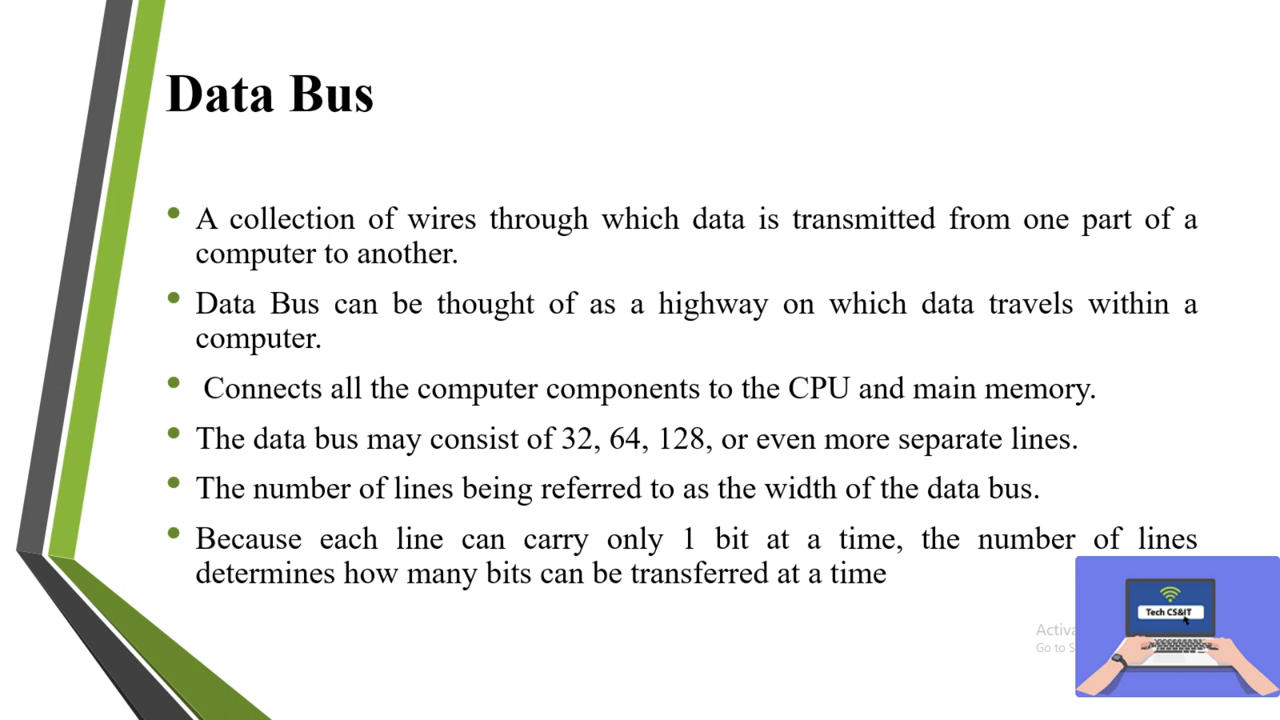 Data Bus
A collection of wires through which data is transmitted from one part of a
computer to another.
Data Bus can be thought of as a highway on which data travels within a
computer.
Connects all the computer components to the CPU and main memory.
The data bus may consist of 32, 64, 128, or even more separate lines.
The number of lines being referred to as the width of the data bus.
Because each line can carry only 1 bit at a time, the number of lines
determines how many bits can be transferred at a time
Tech CS&IT
Go to